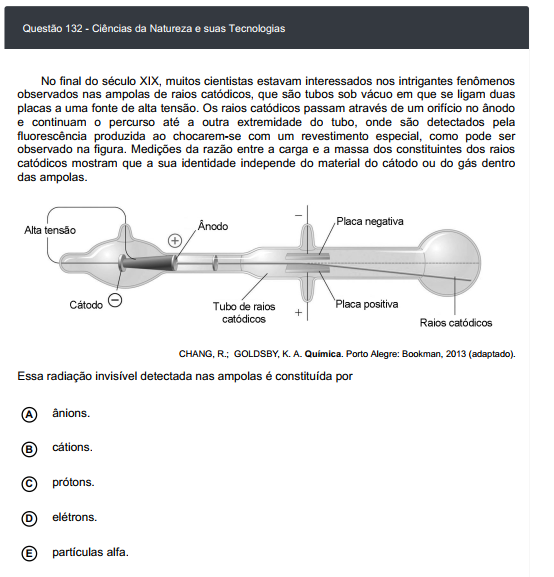 Questão 132 - Ciências da Natureza e suas Tecnologias
No final do século XIX, muitos cientistas estavam interessados nos intrigantes fenômenos
observados nas ampolas de raios catódicos, que são tubos sob vácuo em que se ligam duas
placas a uma fonte de alta tensão. Os raios catódicos passam através de um orifício no ânodo
e continuam o percurso até a outra extremidade do tubo, onde são detectados pela
fluorescência produzida ao chocarem-se com um revestimento especial, como pode ser
observado na figura. Medições da razão entre a carga e a massa dos constituintes dos raios
catódicos mostram que a sua identidade independe do material do cátodo ou do gás dentro
das ampolas.
Alta tensão
Ânodo
+
−
Placa negativa
Cátodo
−
Tubo de raios
catódicos
+
Placa positiva
Raios catódicos
CHANG, R.; GOLDSBY, K. A. Química. Porto Alegre: Bookman, 2013 (adaptado).
Essa radiação invisível detectada nas ampolas é constituída por
A ânions.
B cátions.
C prótons.
D elétrons.
E partículas alfa.